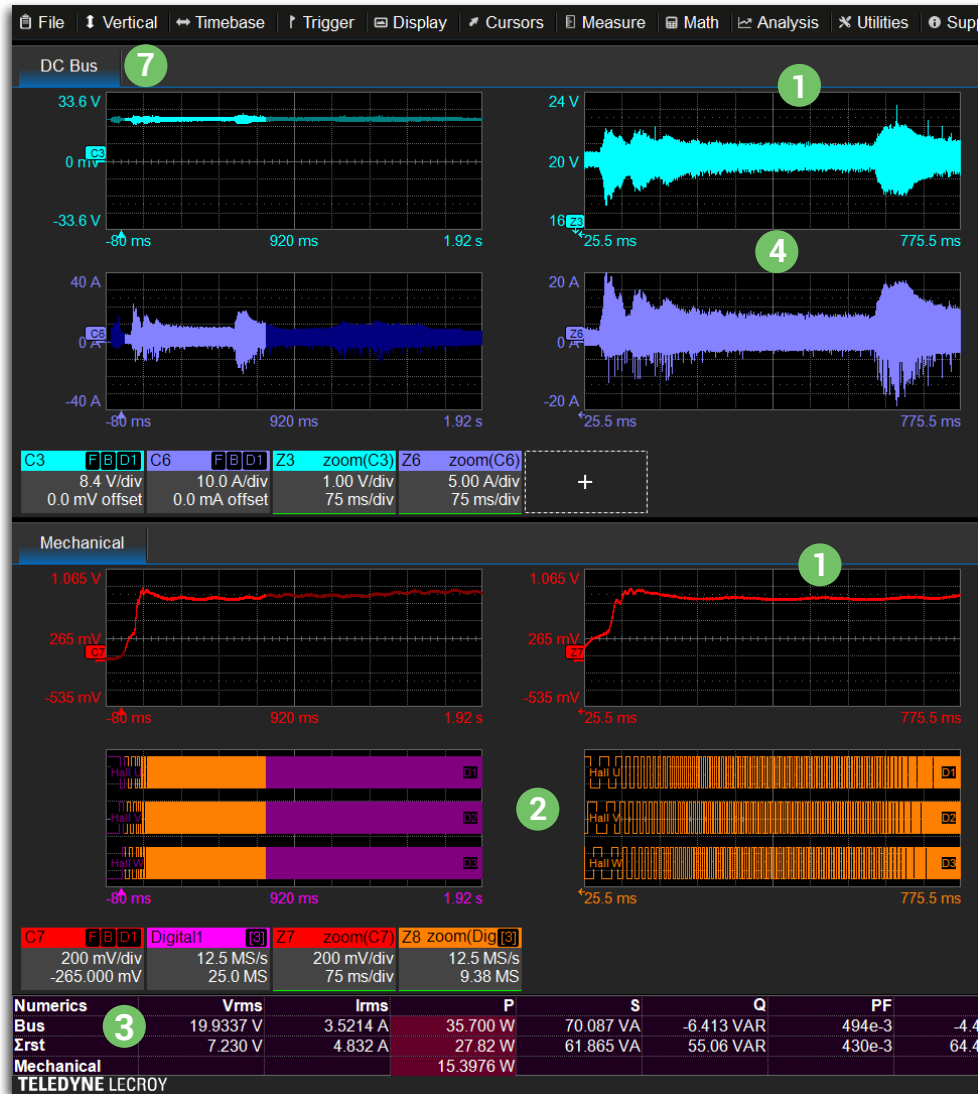 File Vertical Timebase Trigger Display Cursors Measure Math Analysis Utilities Supp
DC Bus 7
33.6 V
C3
0 mV
-33.6 V
-80 ms 920 ms 1.92 s
1
24 V
20 V
16 Z3
25.5 ms 775.5 ms
40 A
C6
0 A
-40 A
-80 ms 920 ms 1.92 s
4
20 A
Z6
0 A
-20 A
25.5 ms 775.5 ms
C3 F B D1 C6 F B D1 Z3 zoom(C3) Z6 zoom(C6)
8.4 V/div 10.0 A/div 1.00 V/div 5.00 A/div +
0.0 mV offset 0.0 mA offset 75 ms/div 75 ms/div
Mechanical
1.065 V
265 mV
C7
-535 mV
-80 ms 920 ms 1.92 s
1
1.065 V
265 mV
Z7
-535 mV
25.5 ms 775.5 ms
Hall U D1
Hall V D2
Hall W D3
-80 ms 920 ms 1.92 s
2
Hall U D1
Hall V D2
Hall W D3
25.5 ms 775.5 ms
C7 F B D1 Digital1 [3] Z7 zoom(C7) Z8 zoom(Dig [3]
200 mV/div 12.5 MS/s 200 mV/div 12.5 MS/s
-265.000 mV 25.0 MS 75 ms/div 9.38 MS
Numerics Vrms Irms P S Q PF
Bus 3 19.9337 V 3.5214 A 35.700 W 70.087 VA -6.413 VAR 494e-3 -4.4
Σrst 7.230 V 4.832 A 27.82 W 61.865 VA 55.06 VAR 430e-3 64.4
Mechanical 15.3976 W
TELEDYNE LECROY